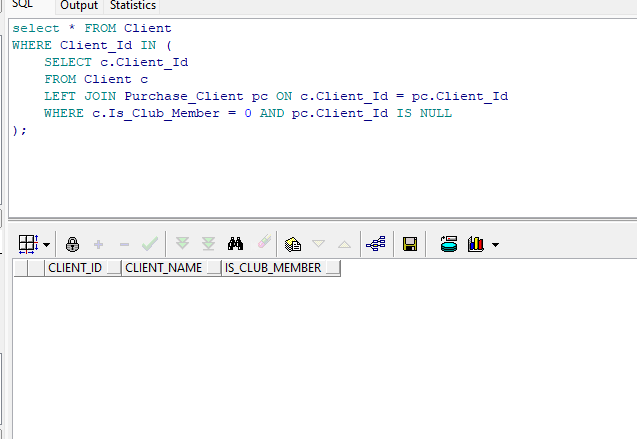 SQL Output Statistics
select * FROM Client
WHERE Client_Id IN (
SELECT c.Client_Id
FROM Client c
LEFT JOIN Purchase_Client pc ON c.Client_Id = pc.Client_Id
WHERE c.Is_Club_Member = 0 AND pc.Client_Id IS NULL
);
CLIENT_ID CLIENT_NAME IS_CLUB_MEMBER